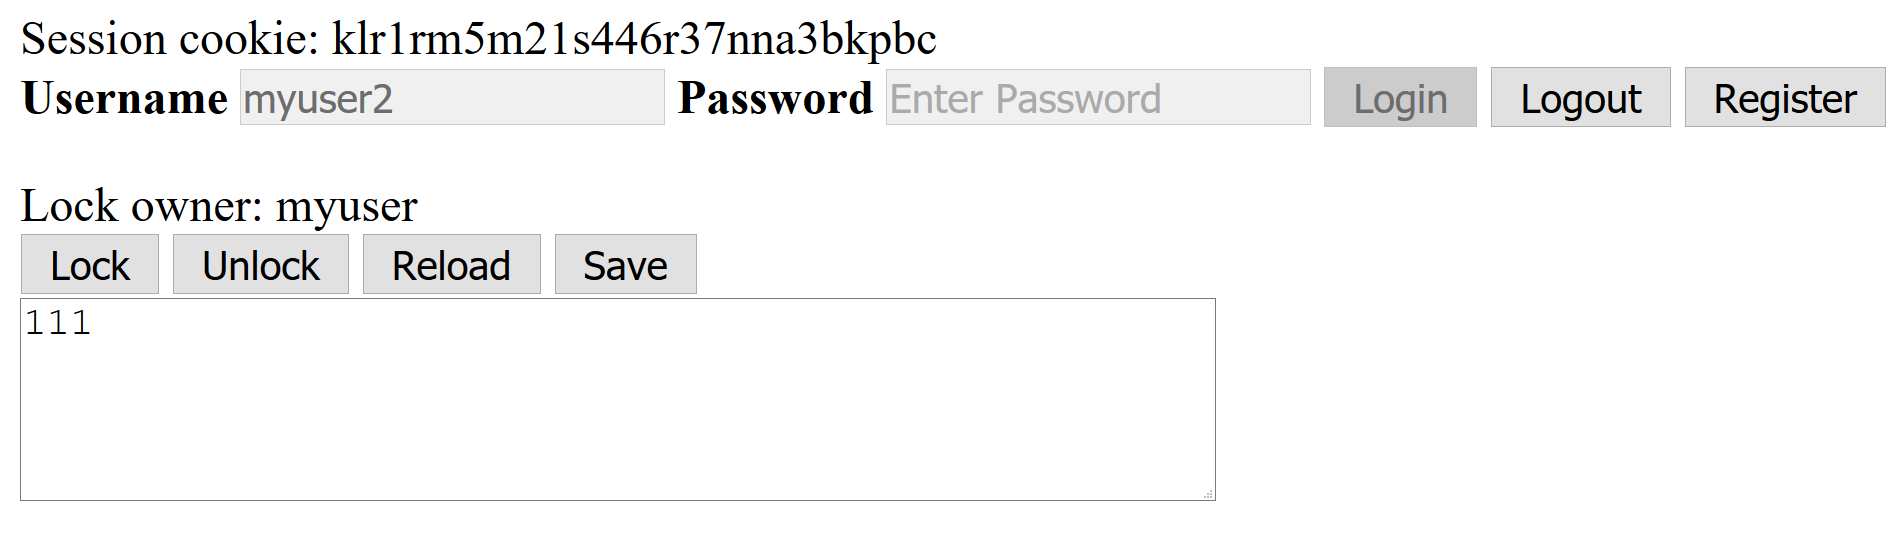 Session cookie: klr1rm5m21s446r37nna3bkpbc
Username myuser2 Password Enter Password Login Logout Register
Lock owner: myuser
Lock Unlock Reload Save
111